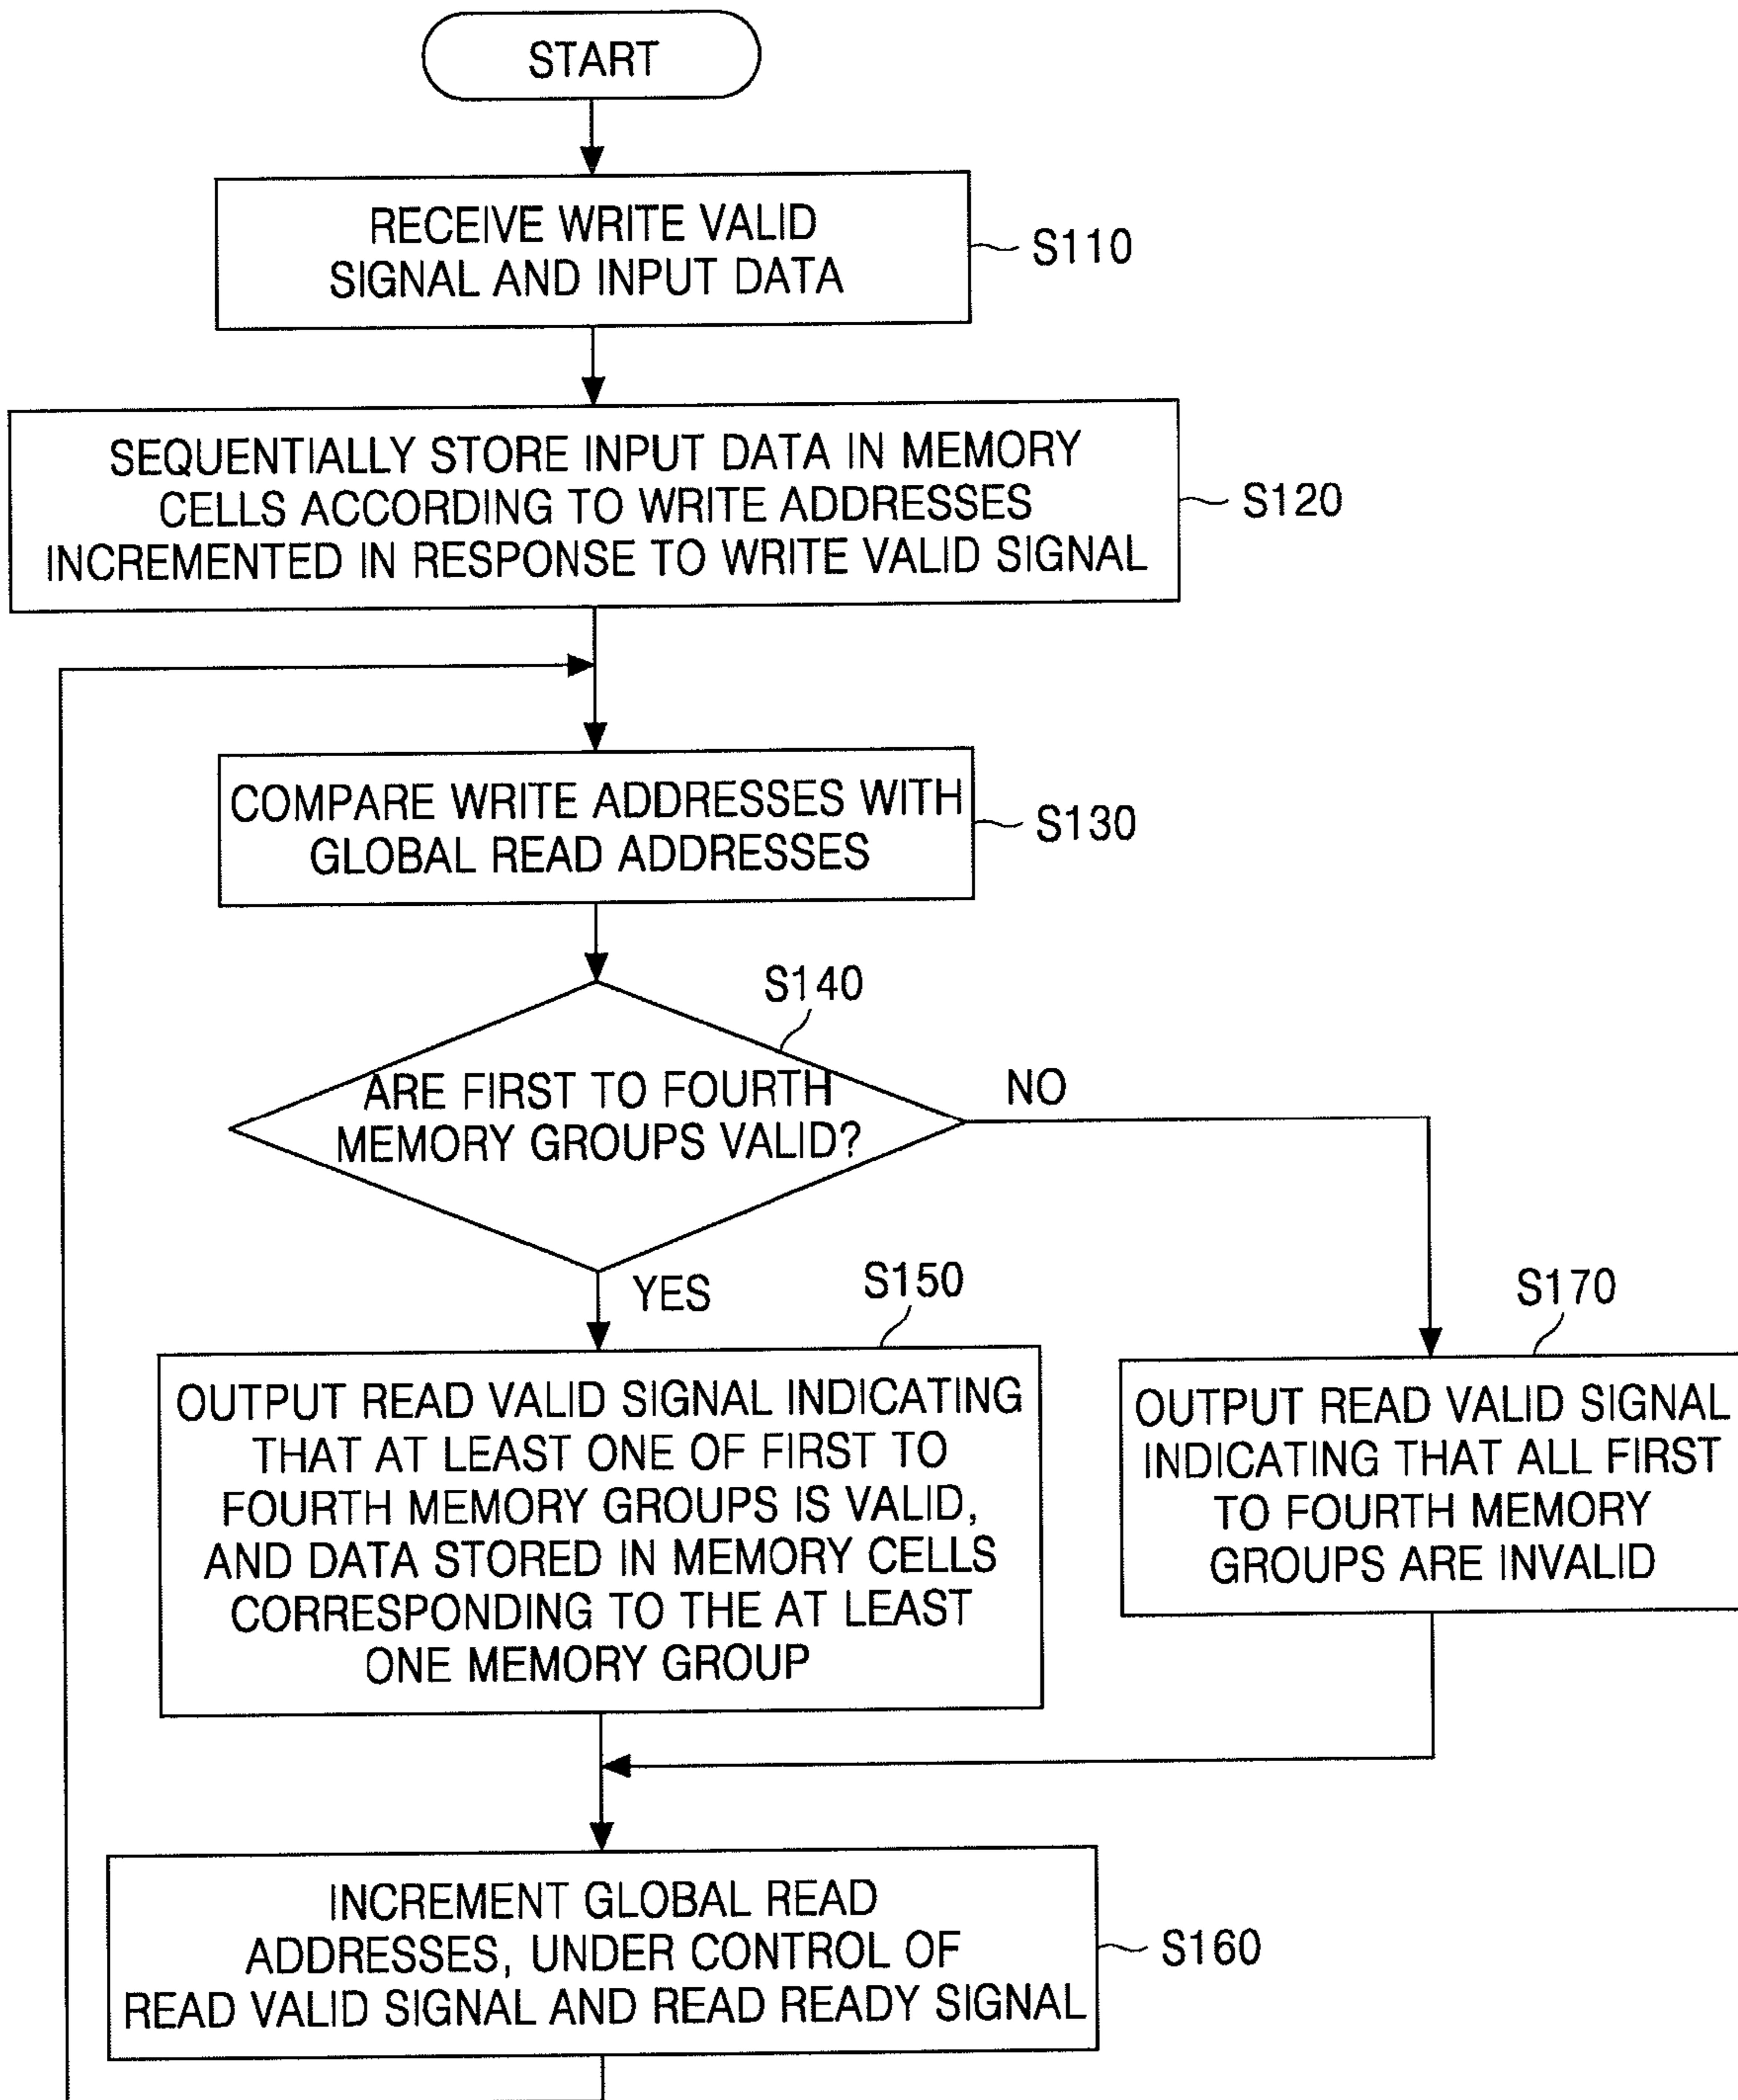 START
RECEIVE WRITE VALID
SIGNAL AND INPUT DATA
S110
SEQUENTIALLY STORE INPUT DATA IN MEMORY
CELLS ACCORDING TO WRITE ADDRESSES
INCREMENTED IN RESPONSE TO WRITE VALID SIGNAL
S120
COMPARE WRITE ADDRESSES WITH
GLOBAL READ ADDRESSES
S130
S140
ARE FIRST TO FOURTH
MEMORY GROUPS VALID?
NO
YES
S150
OUTPUT READ VALID SIGNAL INDICATING
THAT AT LEAST ONE OF FIRST TO
FOURTH MEMORY GROUPS IS VALID,
AND DATA STORED IN MEMORY CELLS
CORRESPONDING TO THE AT LEAST
ONE MEMORY GROUP
S170
OUTPUT READ VALID SIGNAL
INDICATING THAT ALL FIRST
TO FOURTH MEMORY
GROUPS ARE INVALID
INCREMENT GLOBAL READ
ADDRESSES, UNDER CONTROL OF
READ VALID SIGNAL AND READ READY SIGNAL
S160